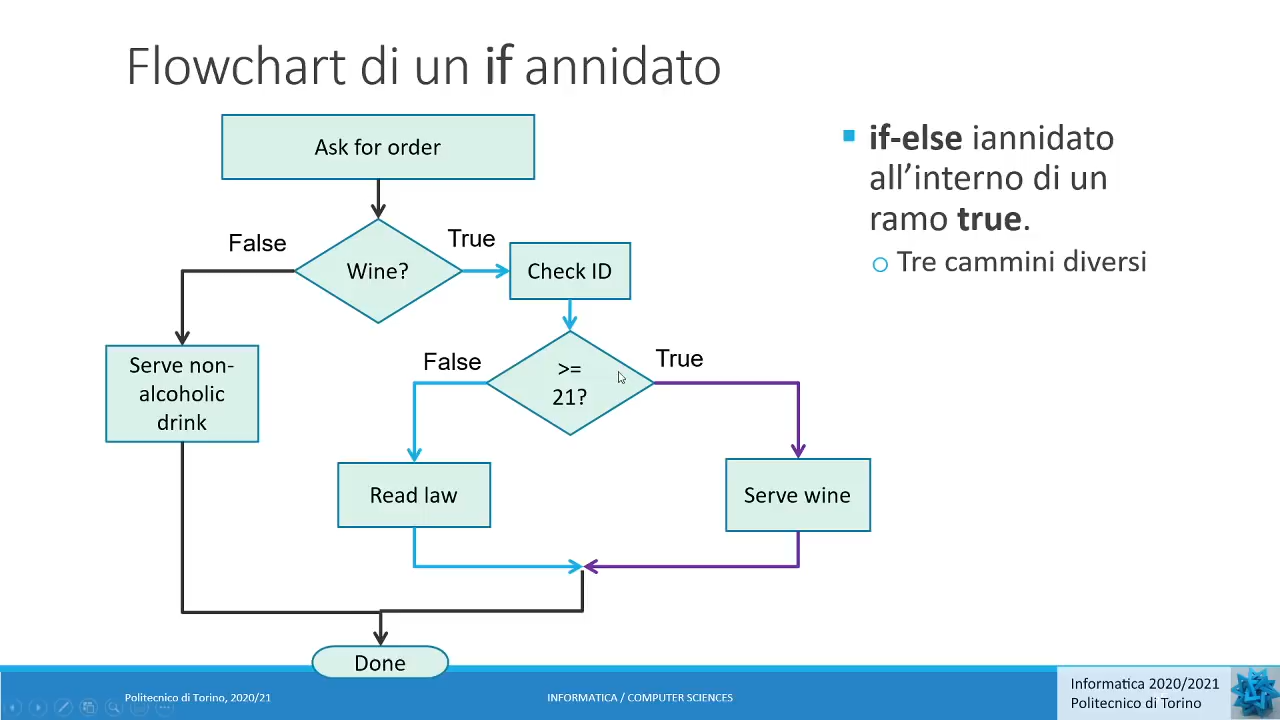 Flowchart di un if annidato
Ask for order
False
True
Wine?
Check ID
Serve non-
alcoholic
drink
False
True
>=
21?
Read law
Serve wine
Done
if-else iannidato
all’interno di un
ramo true.
Tre cammini diversi
Politecnico di Torino, 2020/21
INFORMATICA / COMPUTER SCIENCES
Informatica 2020/2021
Politecnico di Torino